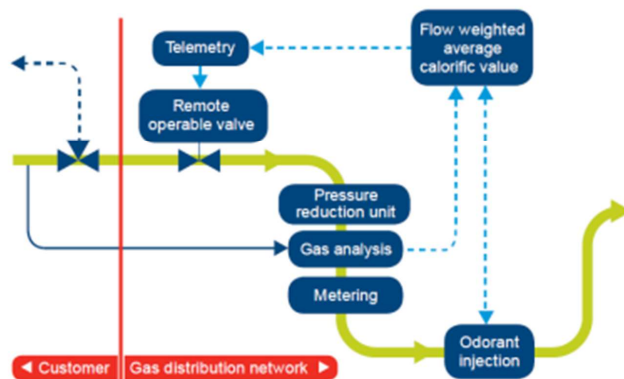 Telemetry
Flow weighted
average
calorific value
Remote
operable valve
Pressure
reduction unit
Gas analysis
Metering
Odorant
injection
◄ Customer
Gas distribution network ►